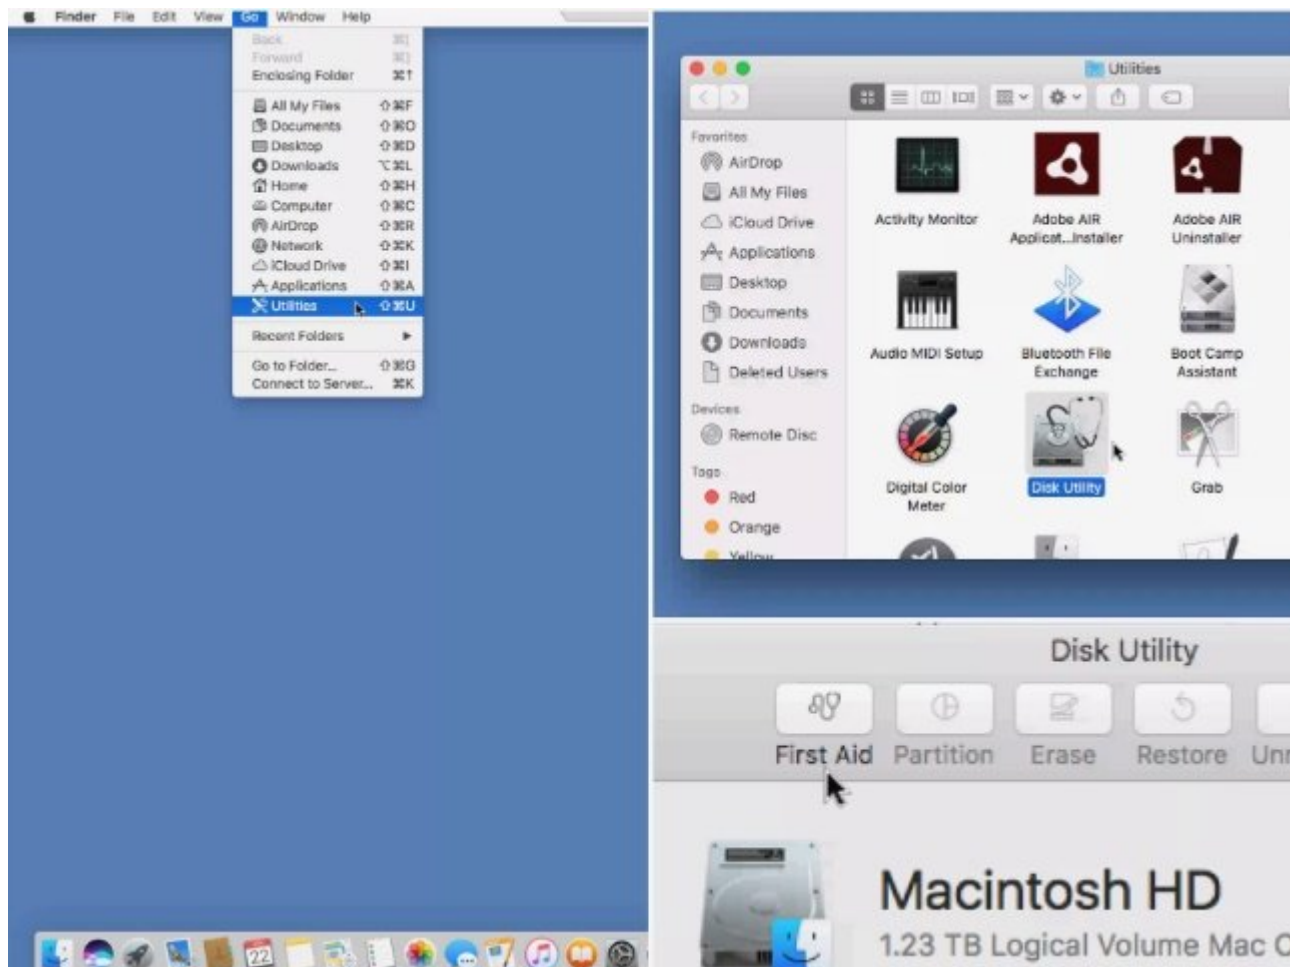 Finder File Edit View Go Window Help
Back ⌘[
Forward ⌘]
Enclosing Folder ⌘↑
All My Files ⇧⌘F
Documents ⇧⌘O
Desktop ⇧⌘D
Downloads ⌥⌘L
Home ⇧⌘H
Computer ⇧⌘C
AirDrop ⇧⌘R
Network ⇧⌘K
iCloud Drive ⇧⌘I
Applications ⇧⌘A
Utilities ⇧⌘U
Recent Folders
Go to Folder... ⇧⌘G
Connect to Server... ⌘K
22
Utilities
Favorites
AirDrop
All My Files
iCloud Drive
Applications
Desktop
Documents
Downloads
Deleted Users
Devices
Remote Disc
Tags
Red
Orange
Yellow
Activity Monitor
Adobe AIR
Applicat...Installer
Adobe AIR
Uninstaller
Audio MIDI Setup
Bluetooth File
Exchange
Boot Camp
Assistant
Digital Color
Meter
Disk Utility
Grab
Disk Utility
First Aid Partition Erase Restore
Macintosh HD
1.23 TB Logical Volume Mac